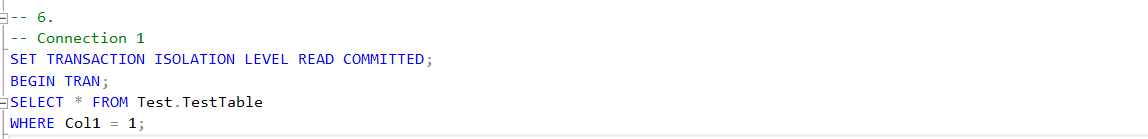 -- 6.
-- Connection 1
SET TRANSACTION ISOLATION LEVEL READ COMMITTED;
BEGIN TRAN;
SELECT * FROM Test.TestTable
WHERE Col1 = 1;